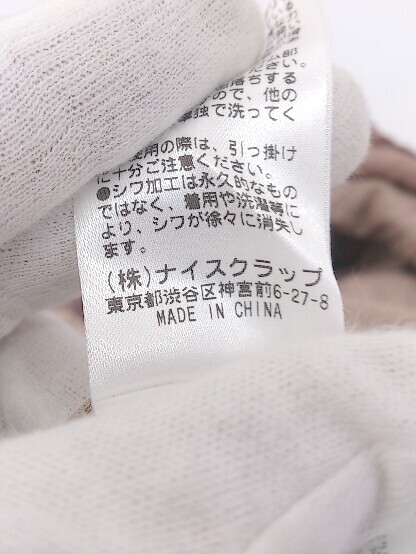 さい。
落ちする
ので、他の
単独で洗ってく
使用の際は、引っ掛け
に十分ご注意ください。
●シワ加工は永久的なもの
ではなく、着用や洗濯等に
より、シワが徐々に消失し
ます。
(株)ナイスクラップ
東京都渋谷区神宮前6-27-8
MADE IN CHINA